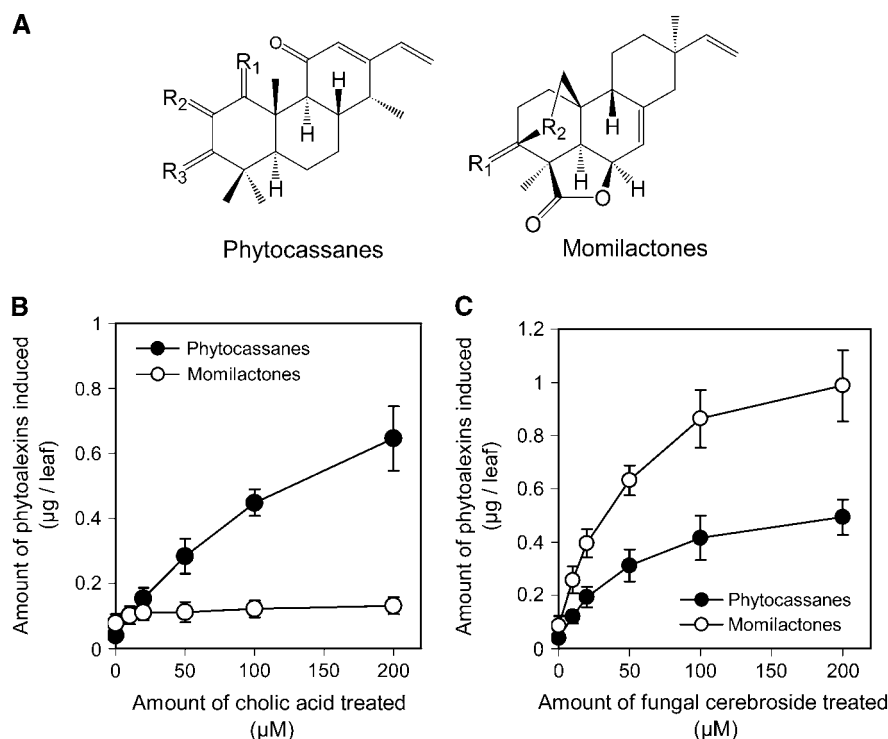 A
O
R1
R2
R3
H
H
H
Phytocassanes
H
R2
R1
H
H
O
O
Momilactones
B
Amount of phytoalexins induced
(µg / leaf)
1
0.8
0.6
0.4
0.2
0
Phytocassanes
Momilactones
0 50 100 150 200
Amount of cholic acid treated
(µM)
C
Amount of phytoalexins induced
(µg / leaf)
1.2
1
0.8
0.6
0.4
0.2
0
Phytocassanes
Momilactones
0 50 100 150 200
Amount of fungal cerebroside treated
(µM)